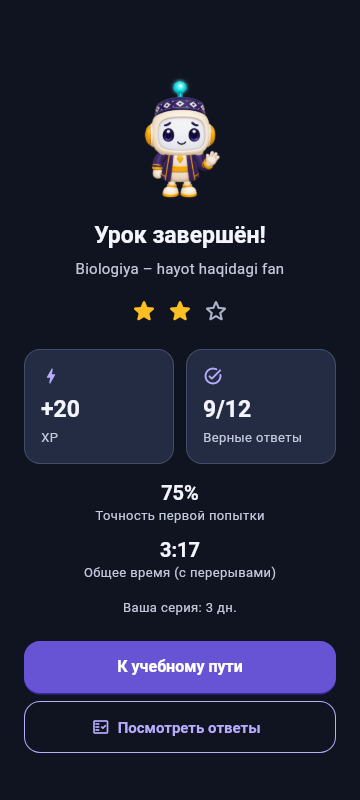 Урок завершён!
Biologiya – hayot haqidagi fan
+20
XP
9/12
Верные ответы
75%
Точность первой попытки
3:17
Общее время (с перерывами)
Ваша серия: 3 дн.
К учебному пути
Посмотреть ответы